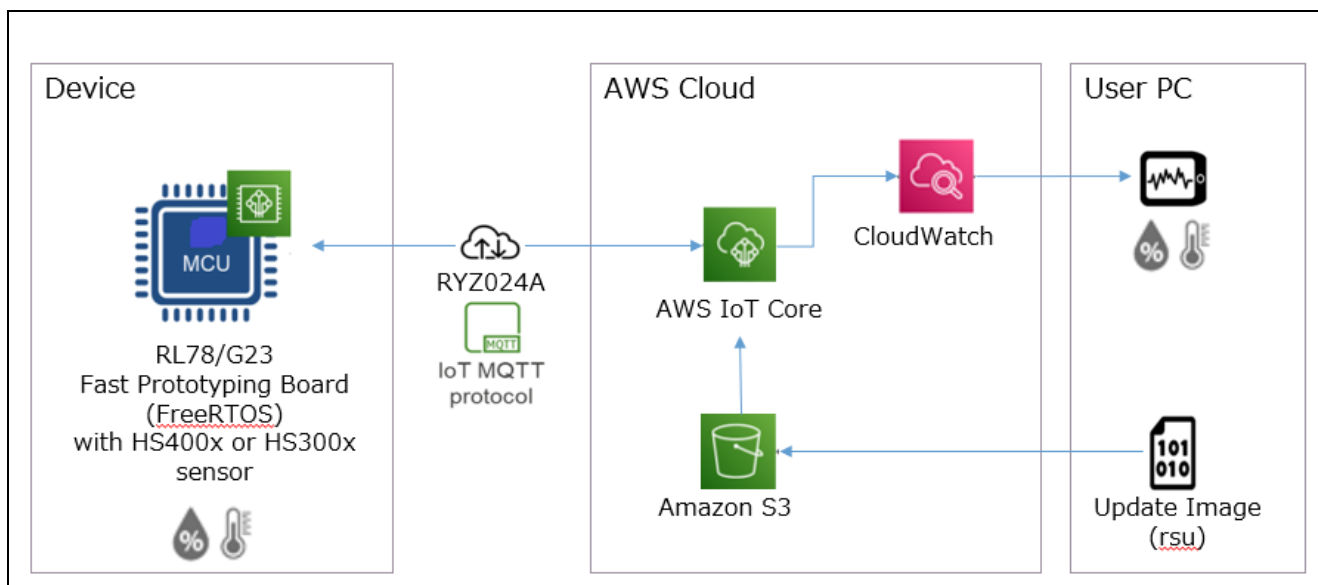 Device
MCU
RL78/G23
Fast Prototyping Board
(FreeRTOS)
with HS400x or HS300x
sensor
%
RYZ024A
MQTT
IoT MQTT
protocol
AWS Cloud
CloudWatch
AWS IoT Core
Amazon S3
User PC
%
101
010
Update Image
(rsu)